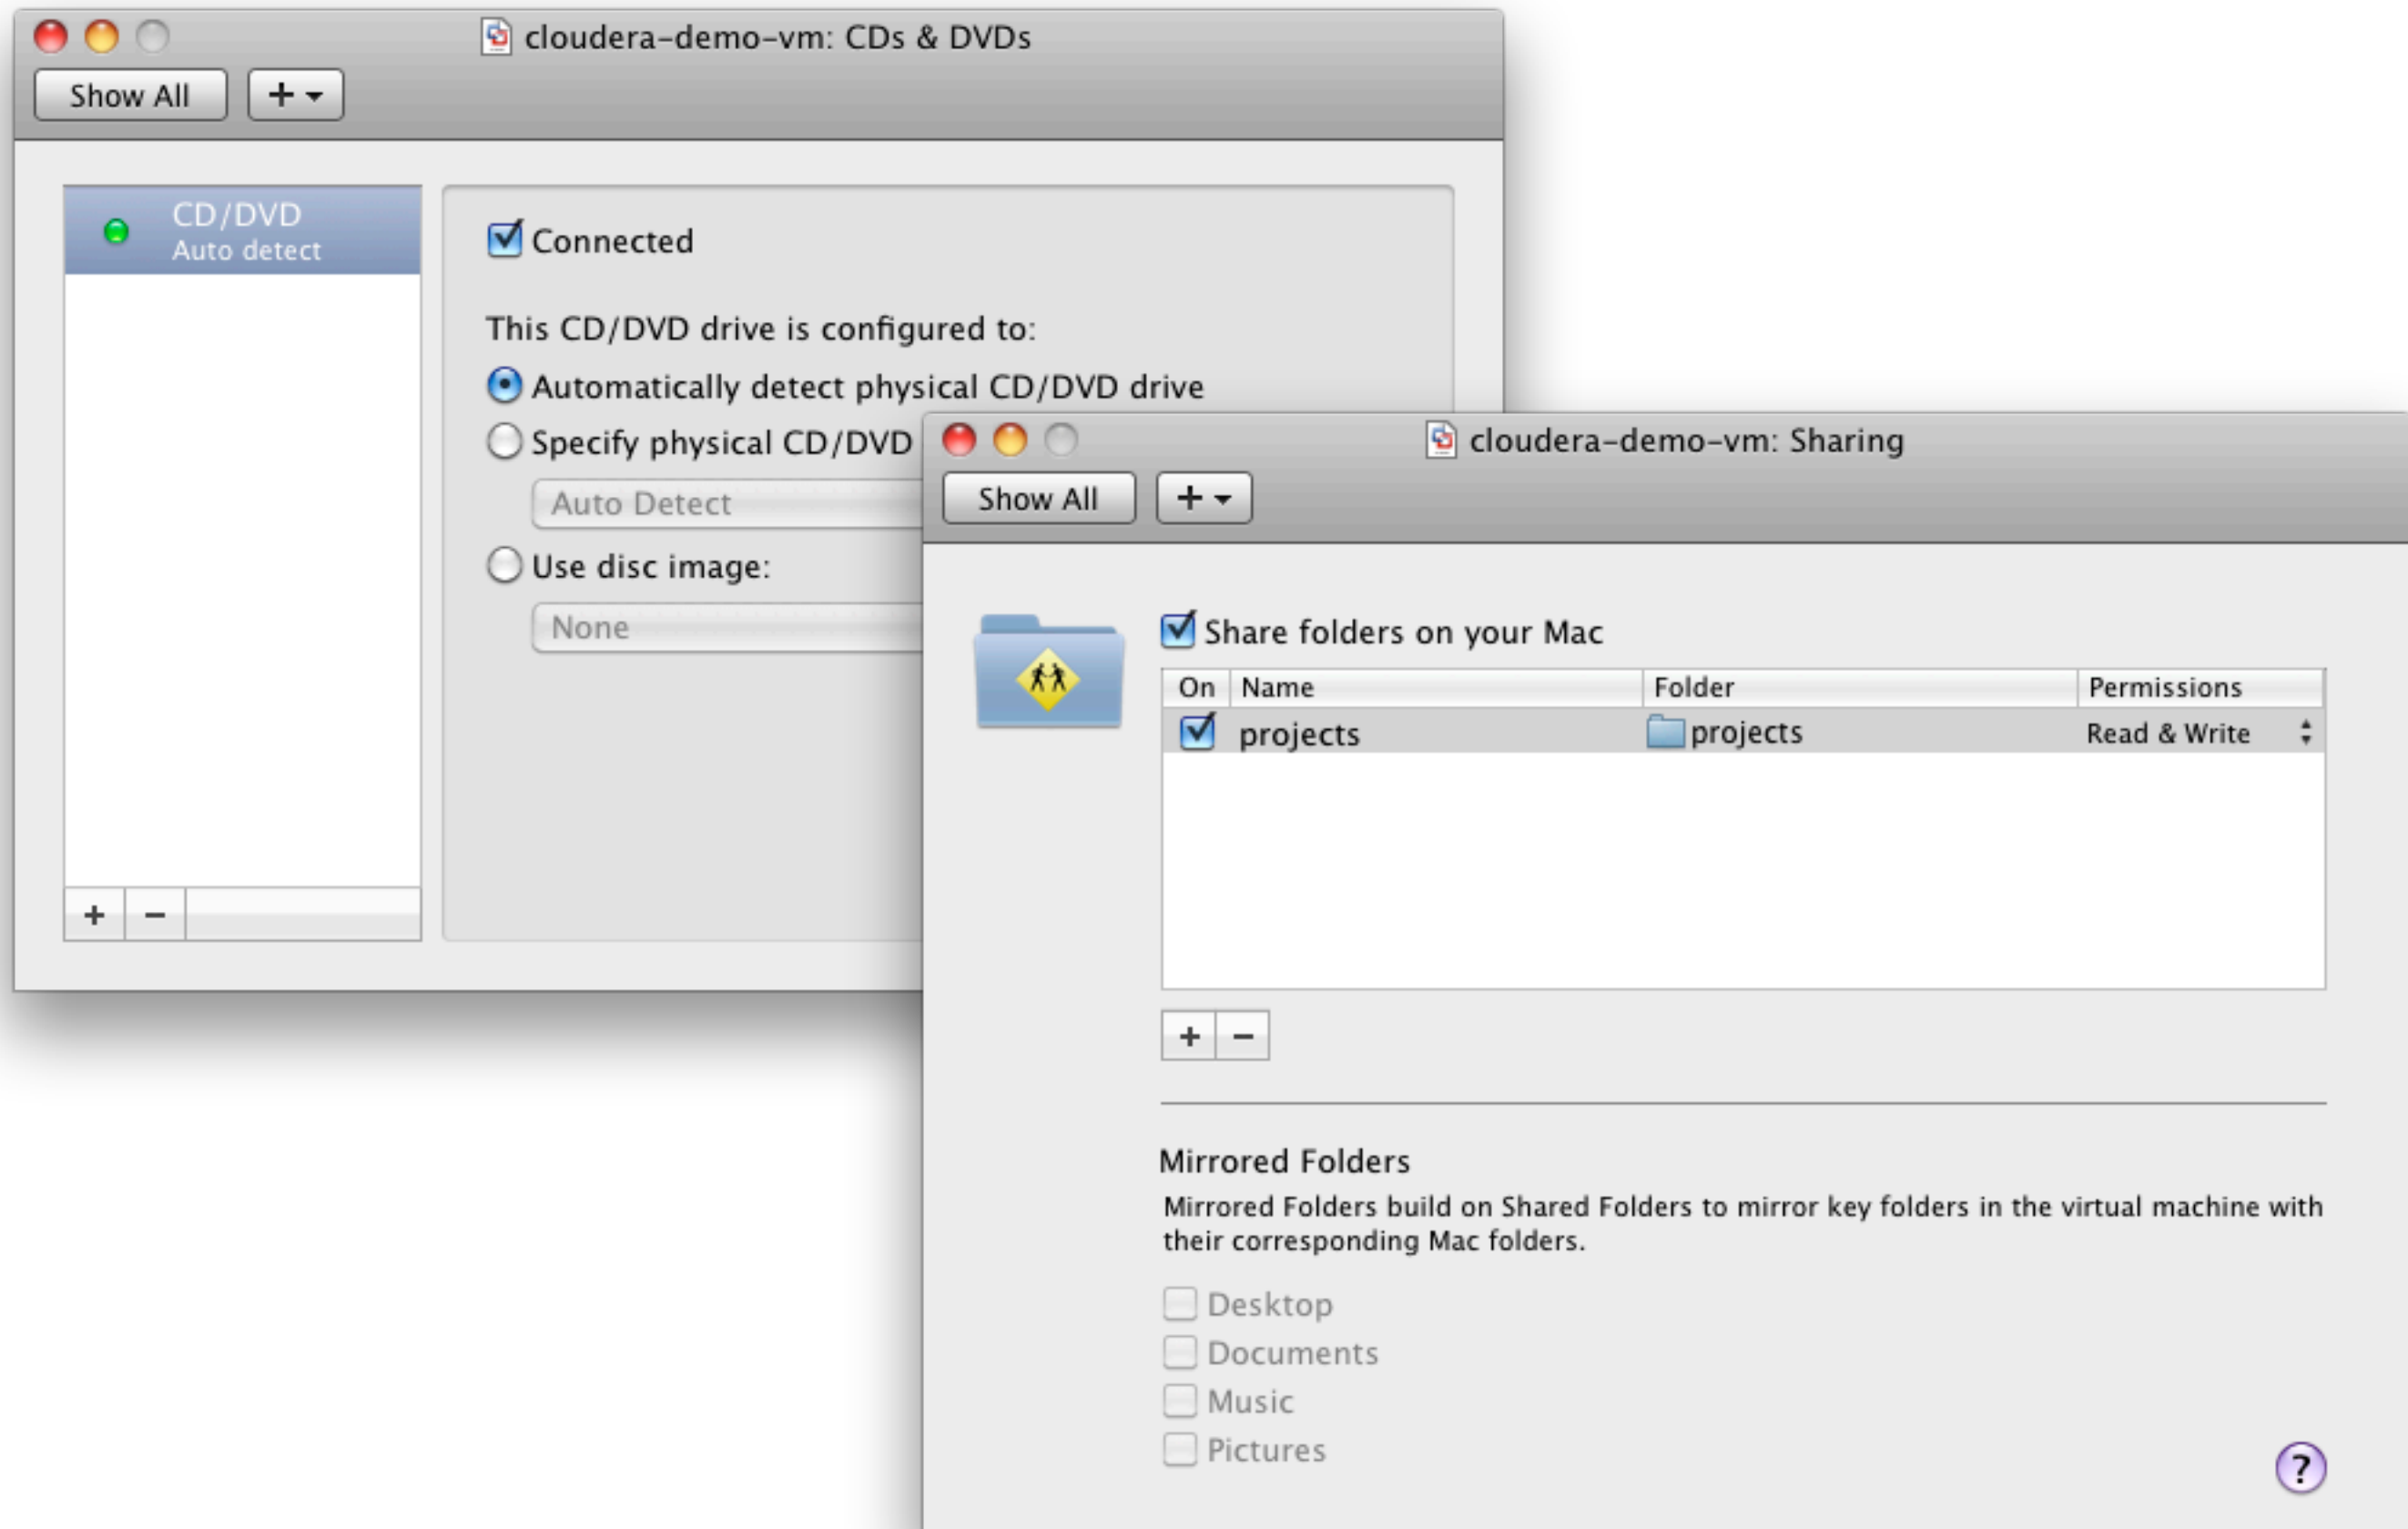 cloudera-demo-vm: CDs & DVDs
Show All
CD/DVD
Auto detect
Connected
This CD/DVD drive is configured to:
Automatically detect physical CD/DVD drive
Specify physical CD/DVD
Auto Detect
Use disc image:
None
cloudera-demo-vm: Sharing
Show All
Share folders on your Mac
On Name Folder Permissions
projects projects Read & Write
Mirrored Folders
Mirrored Folders build on Shared Folders to mirror key folders in the virtual machine with
their corresponding Mac folders.
Desktop
Documents
Music
Pictures
?